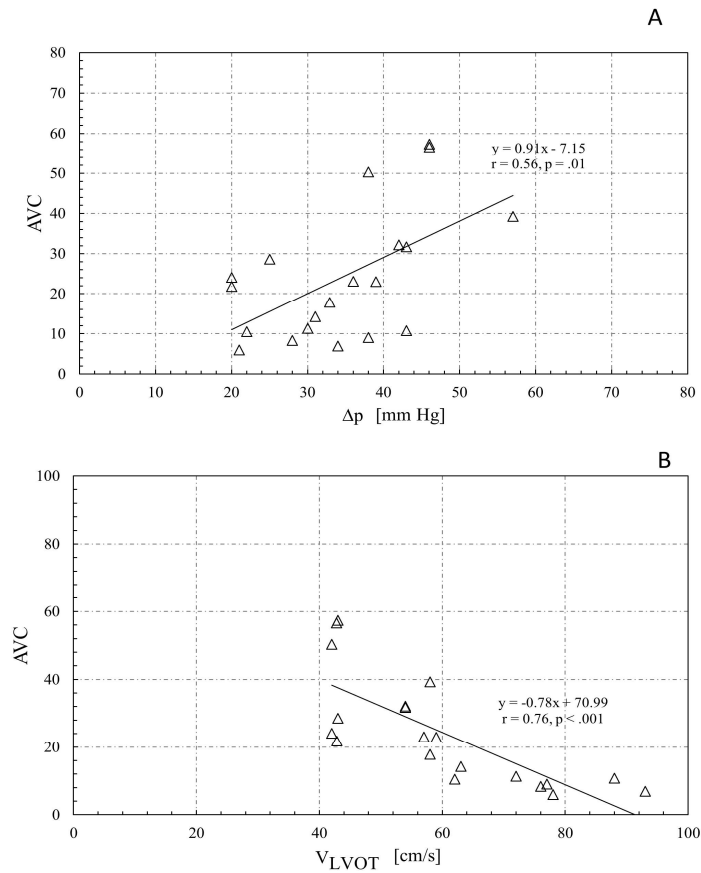 A
80
70
60
50
40
30
20
10
0
AVC
y = 0.91x - 7.15
r = 0.56, p = .01
0 10 20 30 40 50 60 70 80
Δp [mm Hg]
B
100
80
60
40
20
0
AVC
y = -0.78x + 70.99
r = 0.76, p < .001
0 20 40 60 80 100
VLVOT [cm/s]